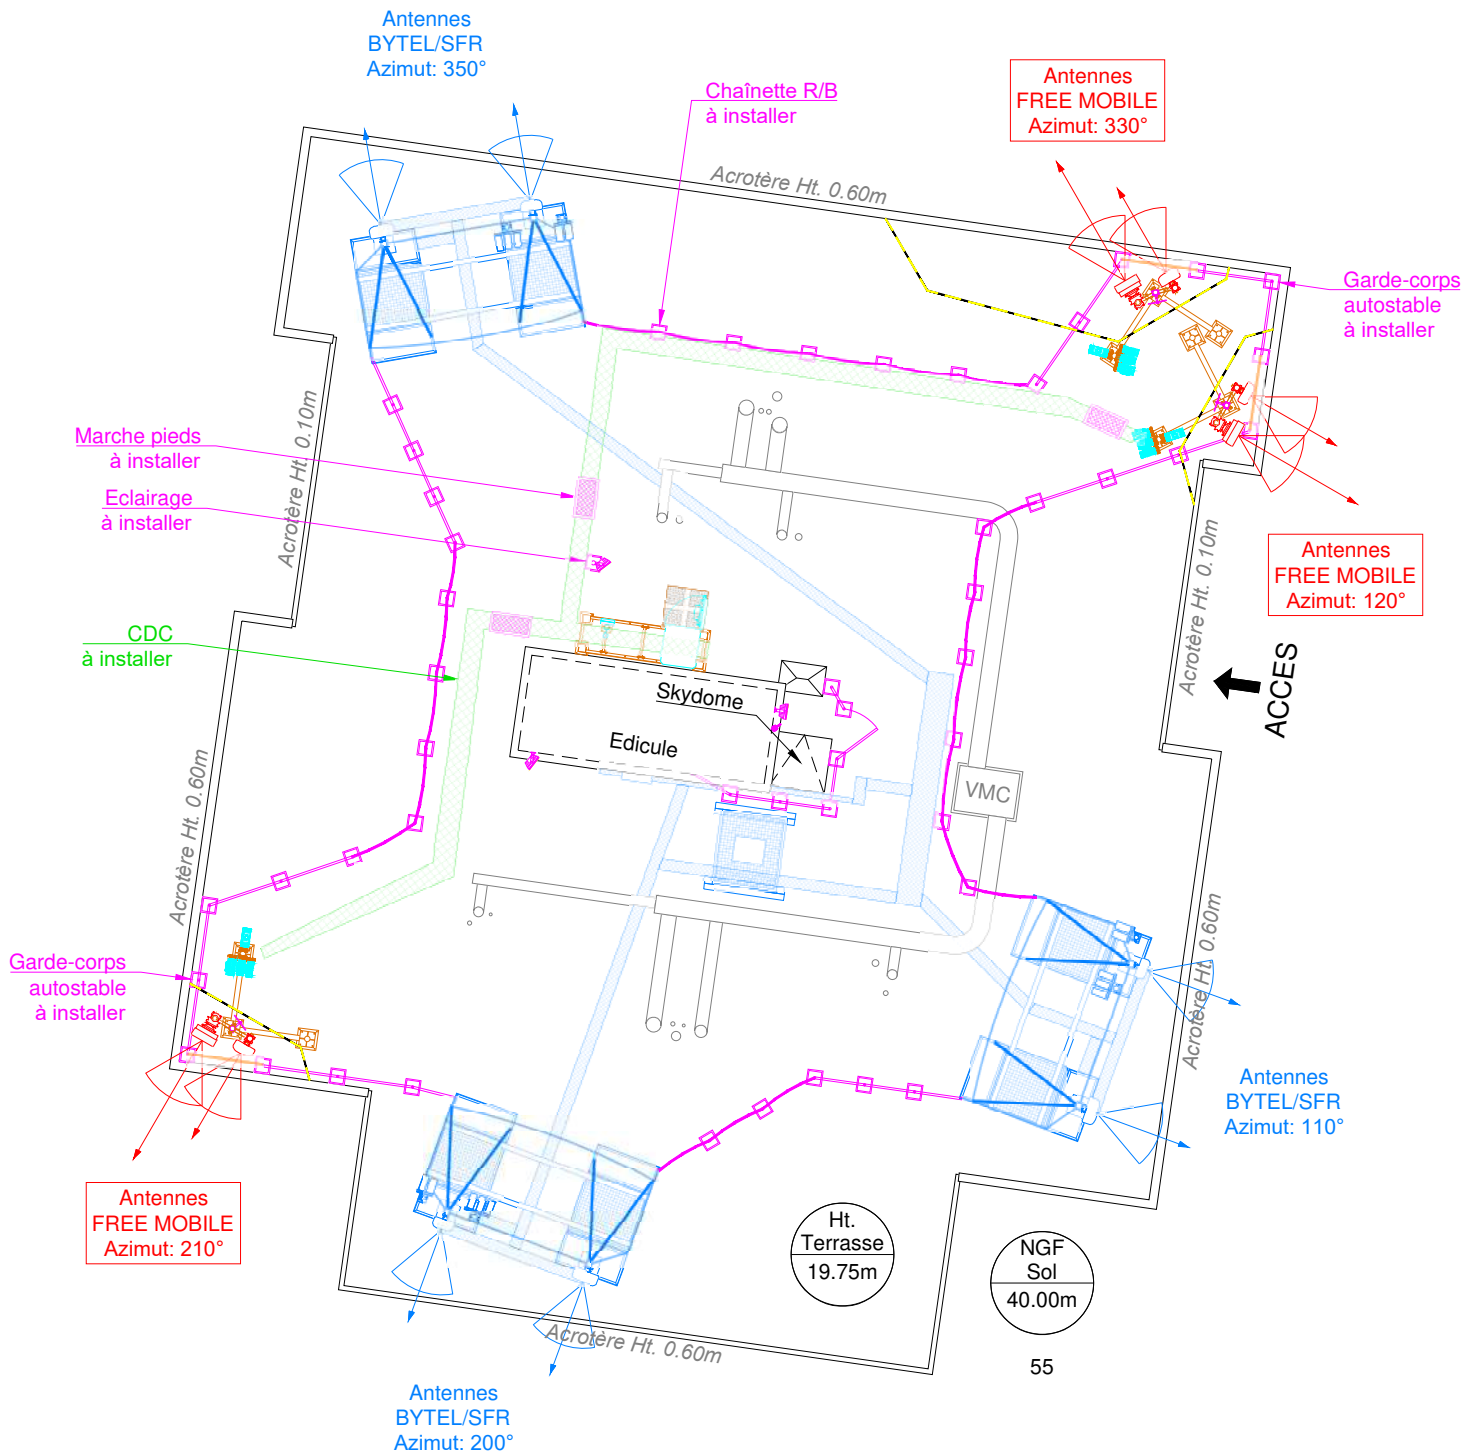 Antennes
BYTEL/SFR
Azimut: 350°
Chaînette R/B
à installer
Antennes
FREE MOBILE
Azimut: 330°
Acrotère Ht. 0.60m
Garde-corps
autostable
à installer
Acrotère Ht. 0.10m
Marche pieds
à installer
Eclairage
à installer
Antennes
FREE MOBILE
Azimut: 120°
Acrotère Ht. 0.10m
CDC
à installer
ACCES
Skydome
Edicule
VMC
Acrotère Ht. 0.60m
Garde-corps
autostable
à installer
Acrotère Ht. 0.60m
Antennes
BYTEL/SFR
Azimut: 110°
Antennes
FREE MOBILE
Azimut: 210°
Ht.
Terrasse
19.75m
NGF
Sol
40.00m
Acrotère Ht. 0.60m
55
Antennes
BYTEL/SFR
Azimut: 200°